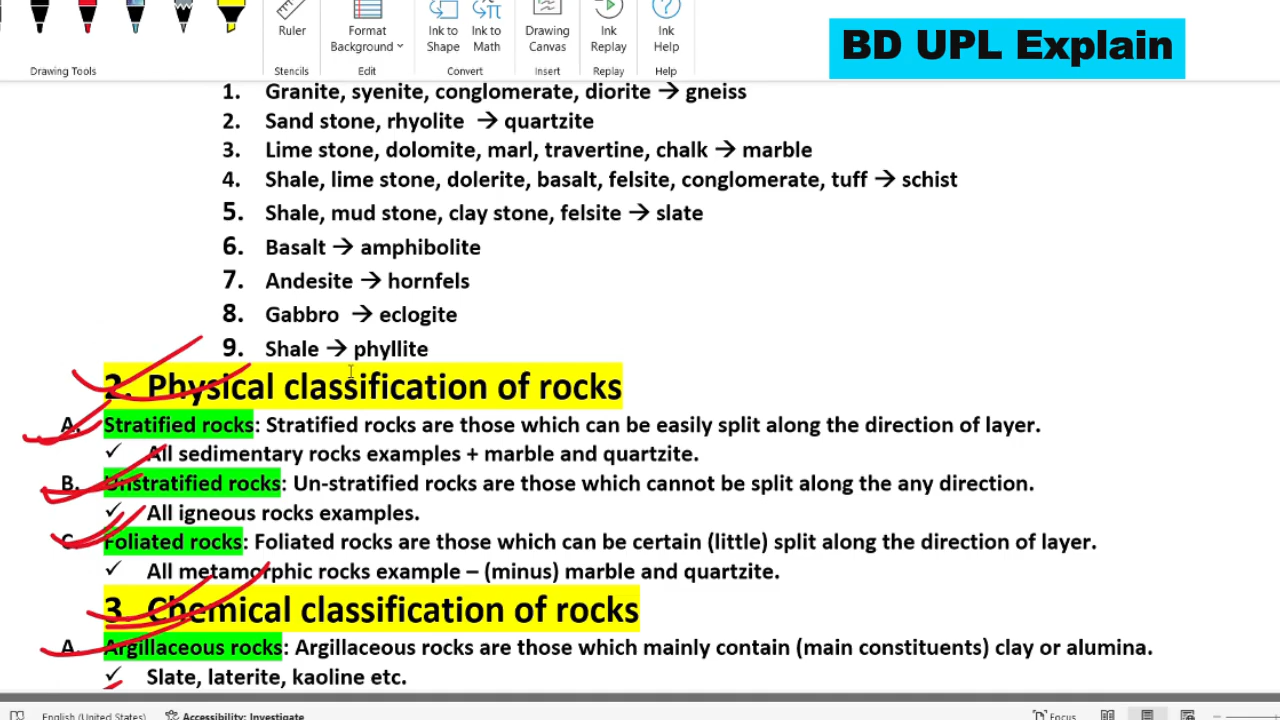 Ruler
Format
Background
Ink to
Shape
Ink to
Math
Drawing
Canvas
Ink
Replay
Ink
Help
Drawing Tools
Stencils
Edit
Convert
Insert
Replay
Help
BD UPL Explain
1. Granite, syenite, conglomerate, diorite → gneiss
2. Sand stone, rhyolite → quartzite
3. Lime stone, dolomite, marl, travertine, chalk → marble
4. Shale, lime stone, dolerite, basalt, felsite, conglomerate, tuff → schist
5. Shale, mud stone, clay stone, felsite → slate
6. Basalt → amphibolite
7. Andesite → hornfels
8. Gabbro → eclogite
9. Shale → phyllite
2. Physical classification of rocks
A. Stratified rocks: Stratified rocks are those which can be easily split along the direction of layer.
✓ All sedimentary rocks examples + marble and quartzite.
B. Unstratified rocks: Un-stratified rocks are those which cannot be split along the any direction.
✓ All igneous rocks examples.
C. Foliated rocks: Foliated rocks are those which can be certain (little) split along the direction of layer.
✓ All metamorphic rocks example – (minus) marble and quartzite.
3. Chemical classification of rocks
A. Argillaceous rocks: Argillaceous rocks are those which mainly contain (main constituents) clay or alumina.
✓ Slate, laterite, kaoline etc.
English (United States) Accessibility: Investigate Focus